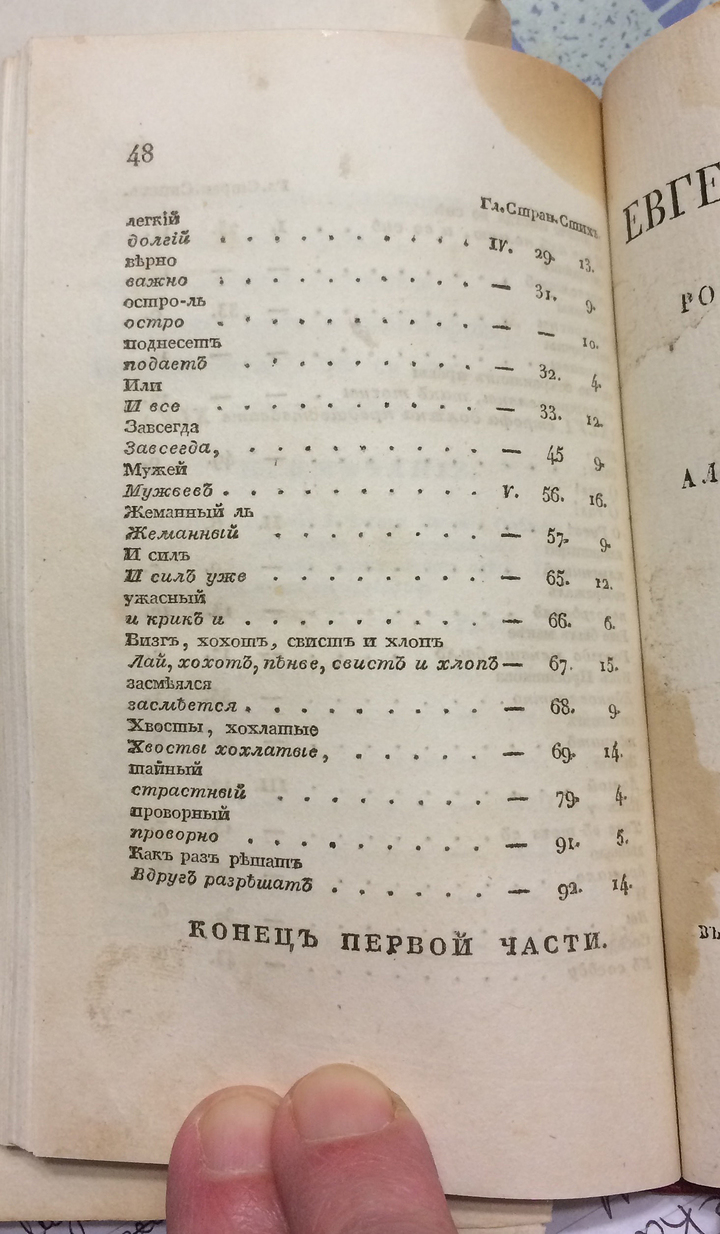 48
Гл. Стран. Стих.
легкій
долгій . . . . . . . . . IV. 29. 13.
вѣрно
важно . . . . . . . . . — 31. 9.
остро-ль
остро . . . . . . . . . — — 10.
поднесетъ
подаетъ . . . . . . . . — 32. 4.
Или
И все . . . . . . . . . — 33. 12.
Завсегда
Завсегда, . . . . . . . — 45 9.
Мужей
Мужьевъ . . . . . . . . V. 56. 16.
Жеманный ль
Жеманный . . . . . . . — 57. 9.
И силъ
И силъ уже . . . . . . . — 65. 12.
ужасный
и крикъ и . . . . . . . — 66. 6.
Визгъ, хохотъ, свистъ и хлопъ
Лай, хохотъ, пѣнье, свистъ и хлопъ — 67. 15.
засмѣялся
засмѣется . . . . . . . — 68. 9.
Хвосты, хохлатые
Хвосты хохлатые, . . . . . — 69. 14.
тайный
страстный . . . . . . . — 79. 4.
проворный
проворно . . . . . . . — 91. 5.
Какъ разъ рѣшатъ
Вдругъ разрѣшатъ . . . . . — 92. 14.
КОНЕЦЪ ПЕРВОЙ ЧАСТИ.
ЕВГЕ
РО
АЛ